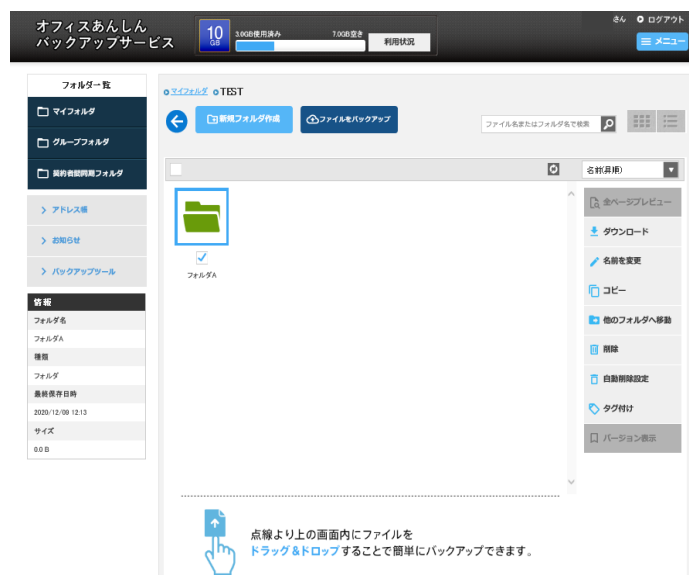 オフィスあんしん
バックアップサービス
10
GB
3.0GB使用済み
7.0GB空き
利用状況
さん
ログアウト
メニュー
フォルダ一覧
マイフォルダ
グループフォルダ
契約者間同期フォルダ
アドレス帳
お知らせ
バックアップツール
情報
フォルダ名
フォルダA
種類
フォルダ
最終保存日時
2020/12/09 12:13
サイズ
0.0 B
マイフォルダ
TEST
新規フォルダ作成
ファイルをバックアップ
ファイル名またはフォルダ名で検索
名前(昇順)
フォルダA
全ページプレビュー
ダウンロード
名前を変更
コピー
他のフォルダへ移動
削除
自動削除設定
タグ付け
バージョン表示
点線より上の画面内にファイルを
ドラッグ&ドロップすることで簡単にバックアップできます。